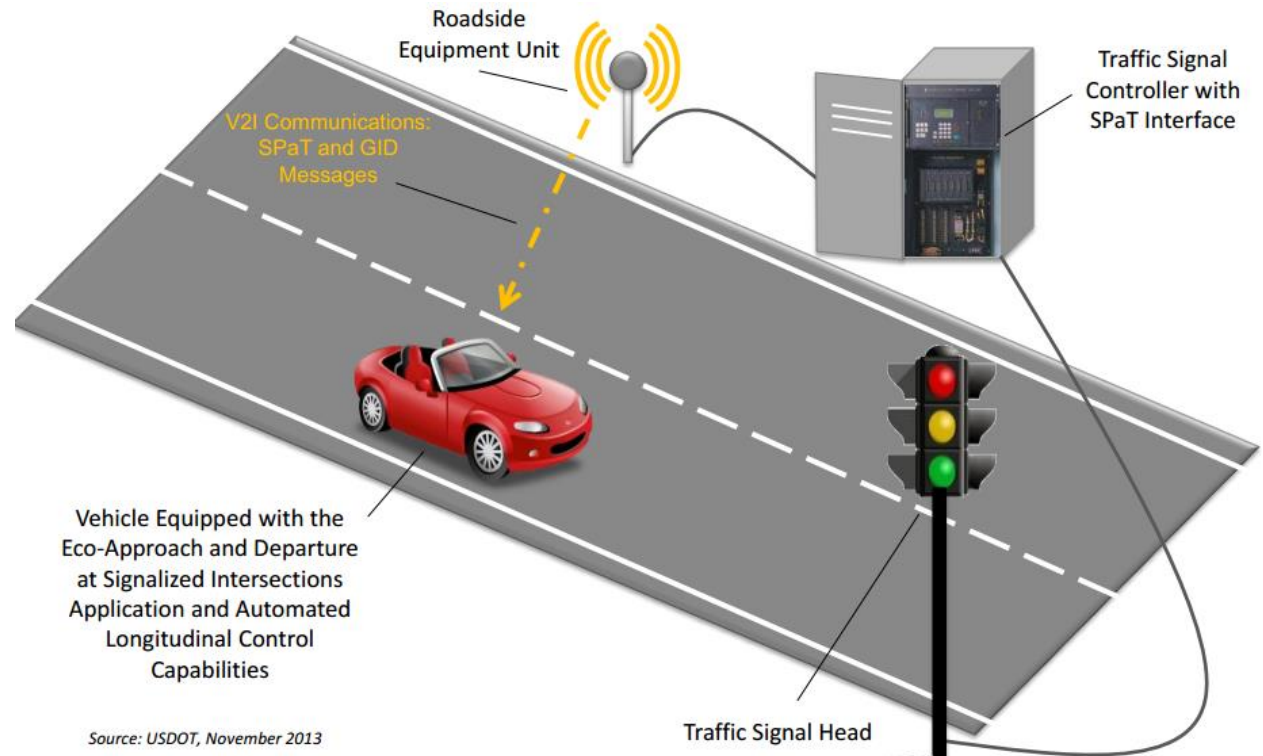 Roadside
Equipment Unit
Traffic Signal
Controller with
SPaT Interface
V2I Communications:
SPaT and GID
Messages
Vehicle Equipped with the
Eco-Approach and Departure
at Signalized Intersections
Application and Automated
Longitudinal Control
Capabilities
Traffic Signal Head
Source: USDOT, November 2013